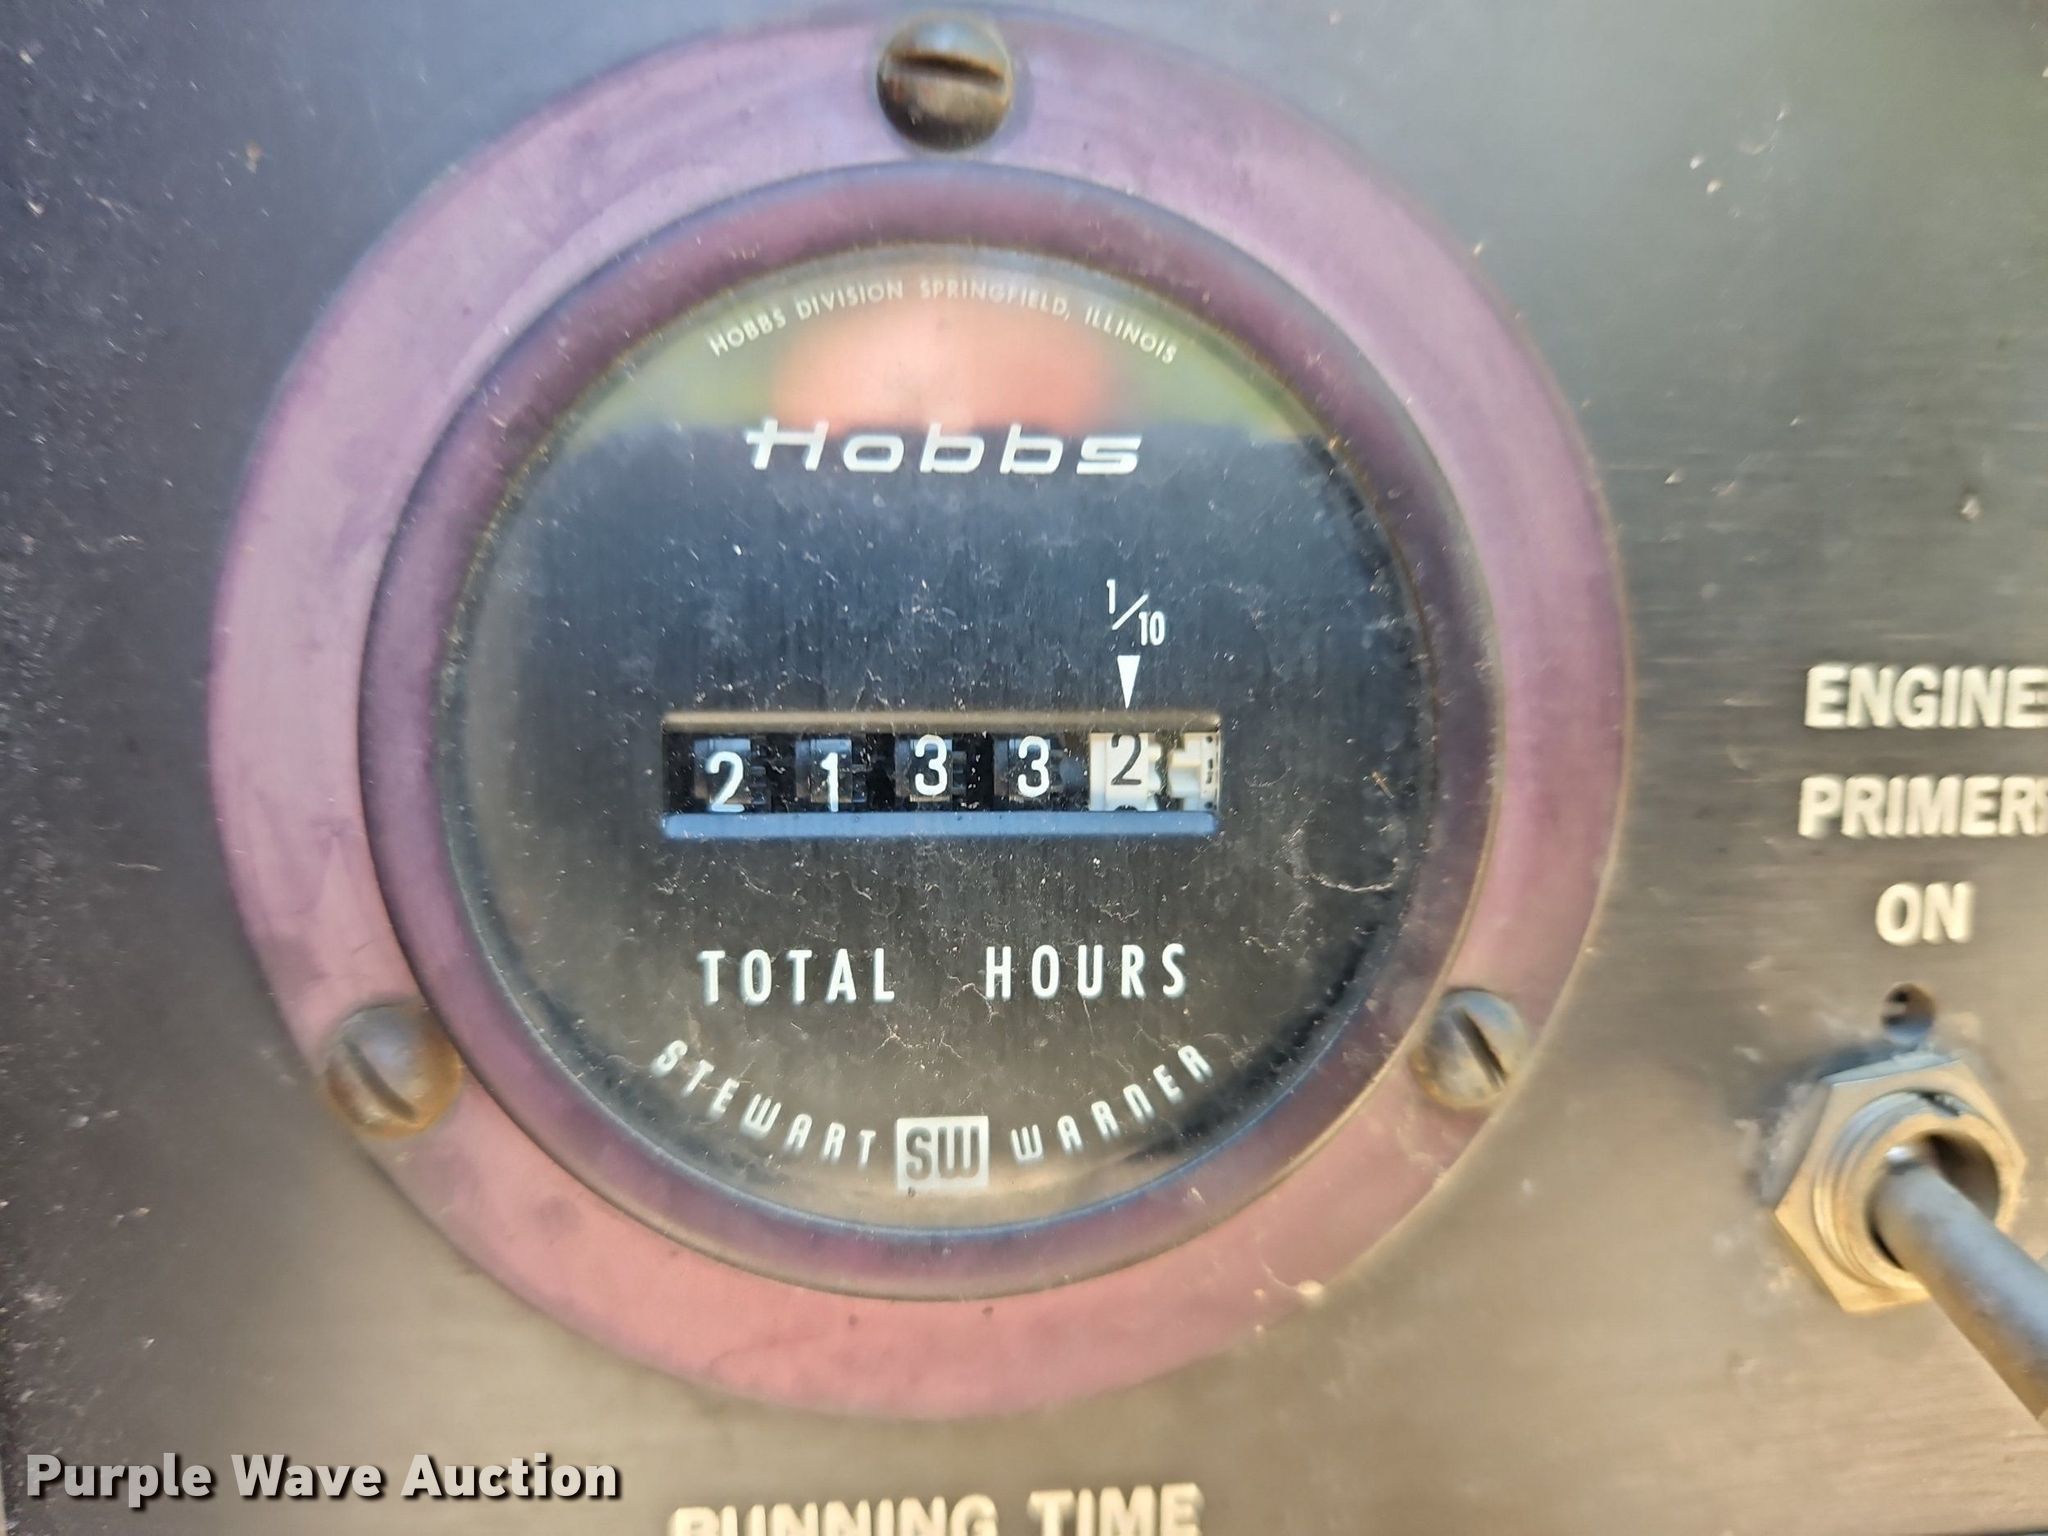 HOBBS DIVISION SPRINGFIELD, ILLINOIS
Hobbs
1/10
2 1 3 3 2
TOTAL HOURS
STEWART SW WARNER
ENGINE
PRIMERS
ON
RUNNING TIME
Purple Wave Auction